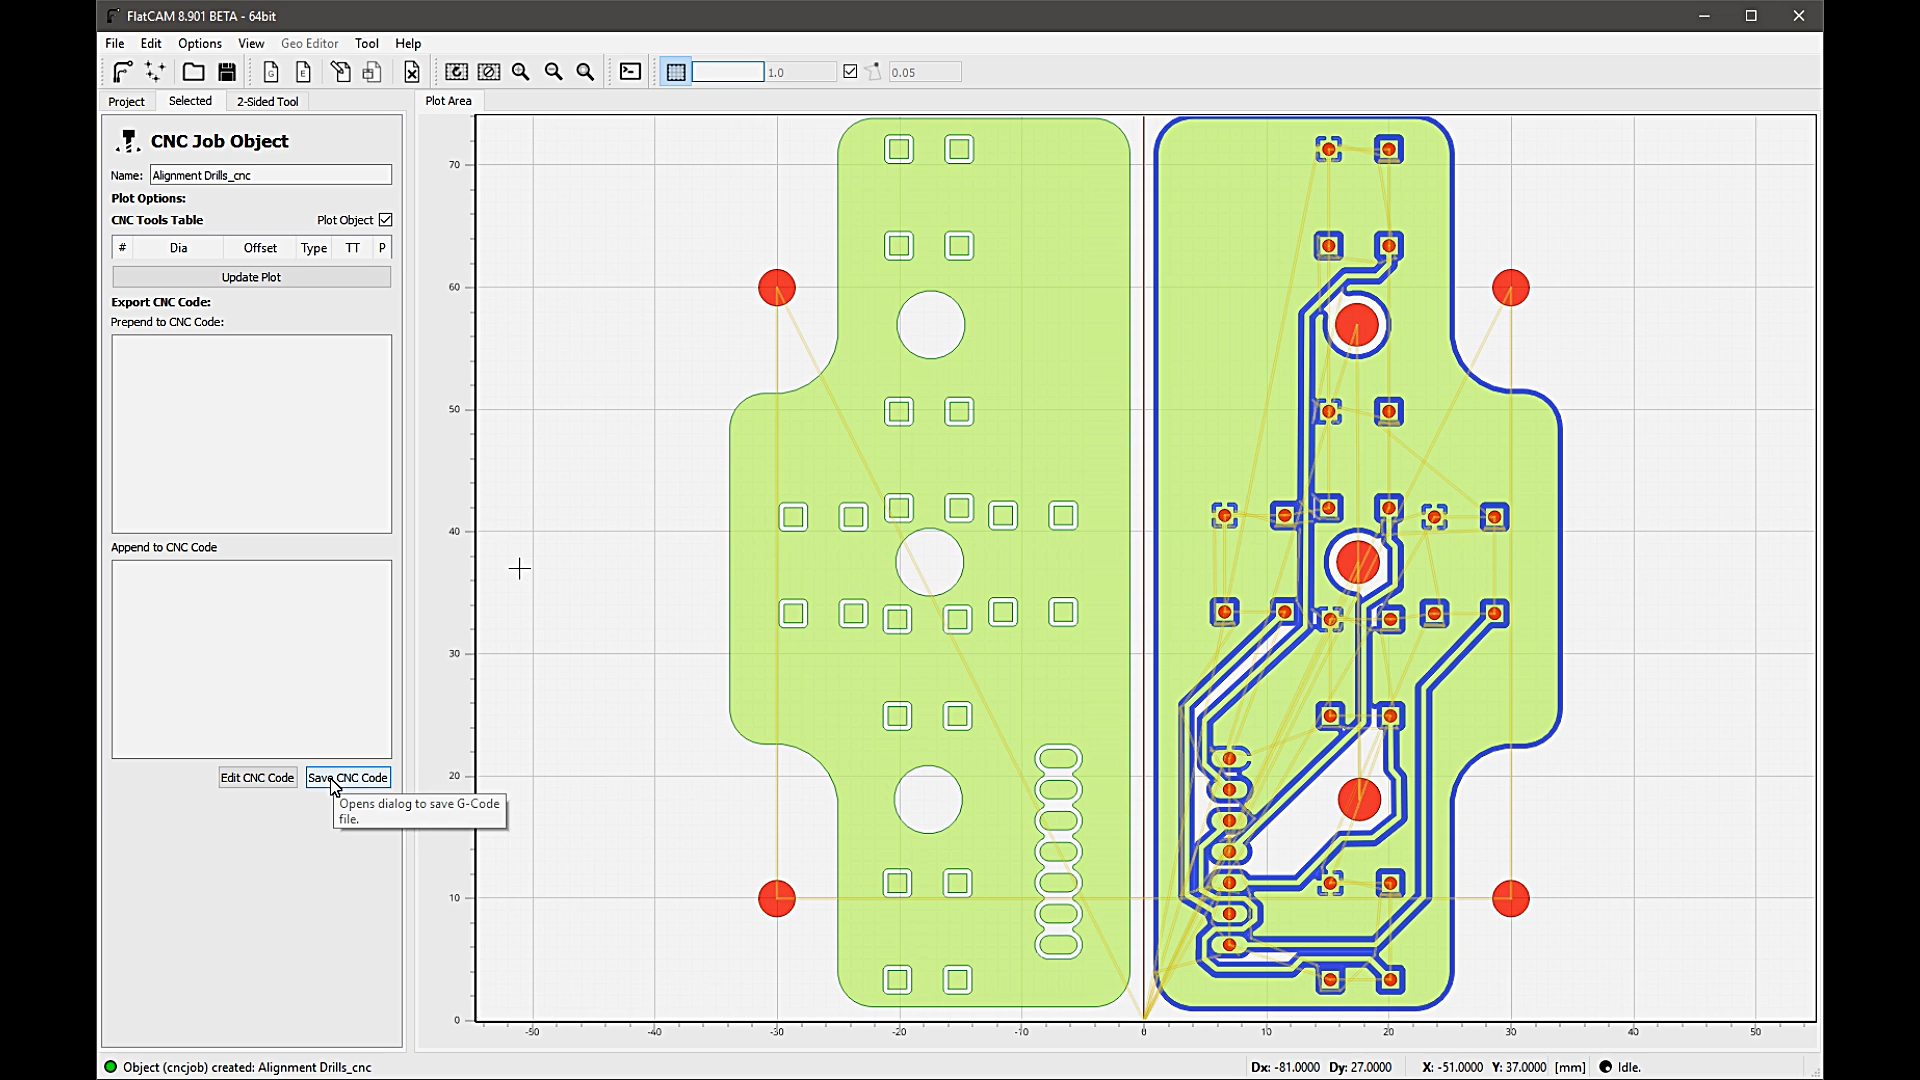 FlatCAM 8.901 BETA - 64bit
File Edit Options View Geo Editor Tool Help
G E 1.0 0.05
Project Selected 2-Sided Tool Plot Area
CNC Job Object
Name: Alignment Drills_cnc
Plot Options:
CNC Tools Table Plot Object
# Dia Offset Type TT P
Update Plot
Export CNC Code:
Prepend to CNC Code:
Append to CNC Code
Edit CNC Code Save CNC Code
Opens dialog to save G-Code
file.
70
60
50
40
30
20
10
0
-50 -40 -30 -20 -10 0 10 20 30 40 50
Object (cncjob) created: Alignment Drills_cnc Dx: -81.0000 Dy: 27.0000 X: -51.0000 Y: 37.0000 [mm] Idle.